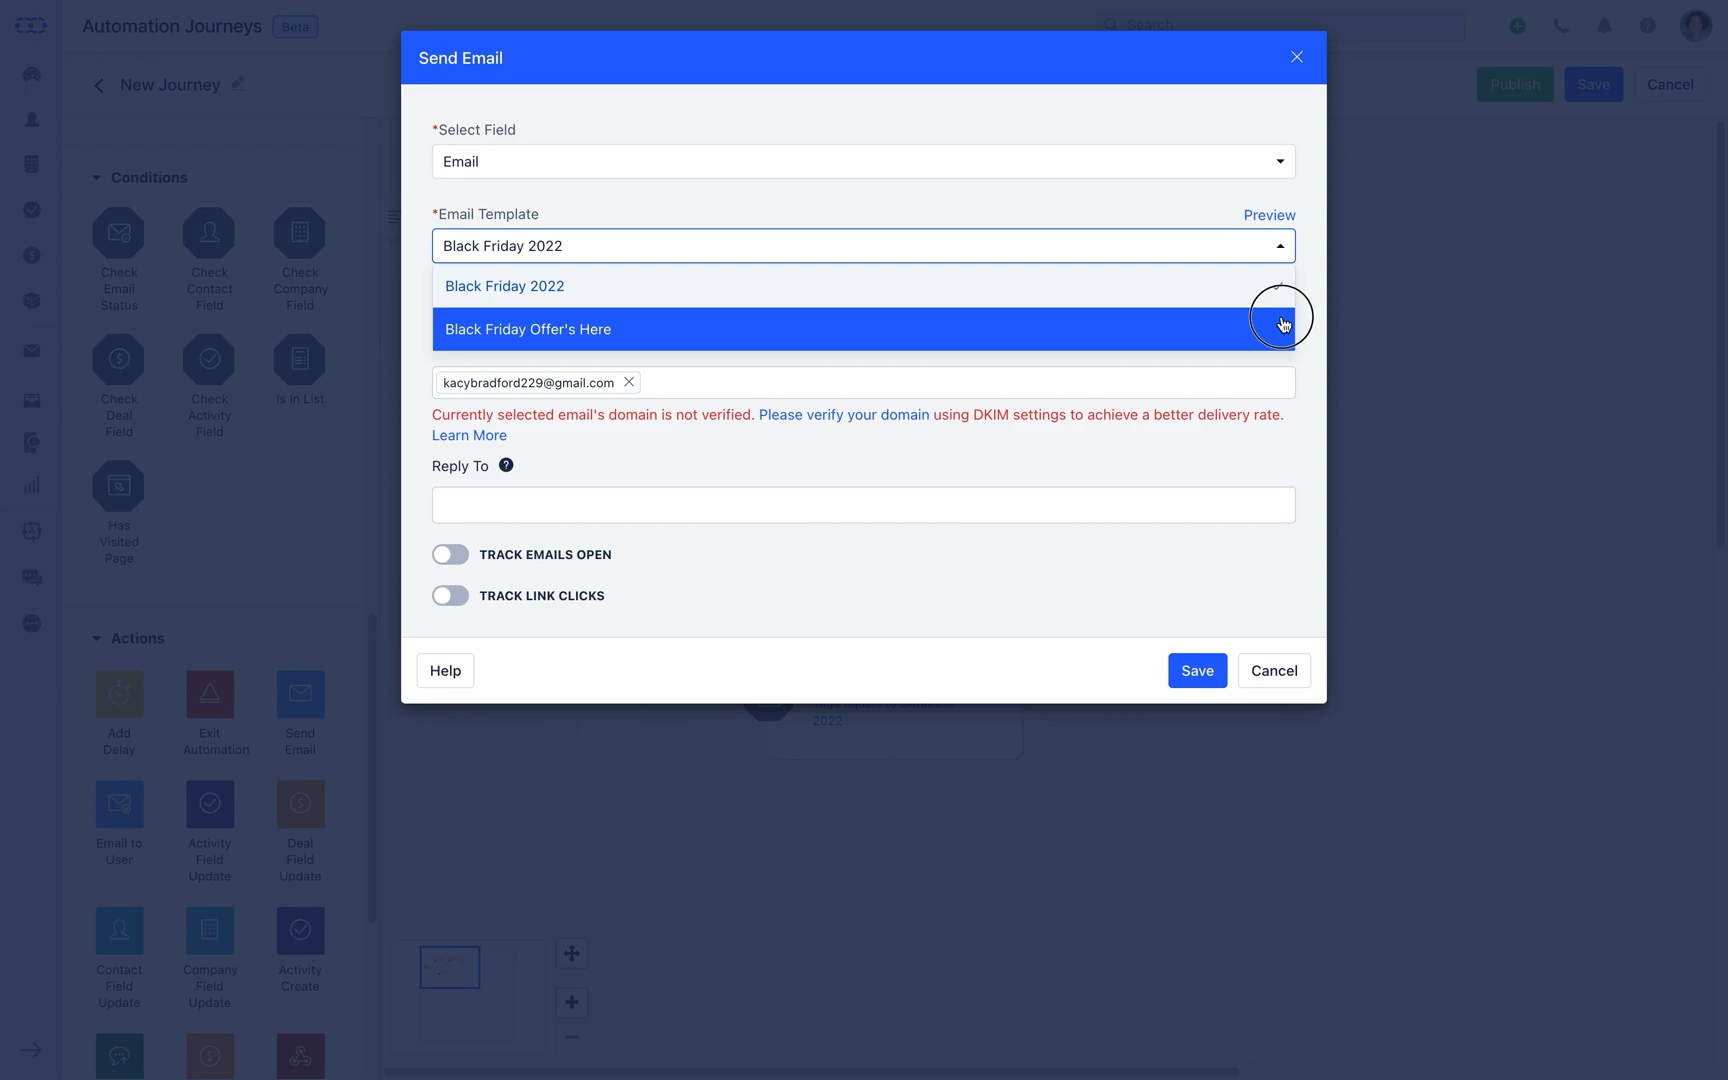 Automation Journeys Beta
Search
New Journey
Publish
Save
Cancel
Conditions
Check
Email
Status
Check
Contact
Field
Check
Company
Field
Check
Deal
Field
Check
Activity
Field
Is In List
Has
Visited
Page
Actions
Add
Delay
Exit
Automation
Send
Email
Email to
User
Activity
Field
Update
Deal
Field
Update
Contact
Field
Update
Company
Field
Update
Activity
Create
Send Email
*Select Field
Email
*Email Template
Preview
Black Friday 2022
Black Friday 2022
Black Friday Offer's Here
kacybradford229@gmail.com
Currently selected email's domain is not verified. Please verify your domain using DKIM settings to achieve a better delivery rate.
Learn More
Reply To ?
TRACK EMAILS OPEN
TRACK LINK CLICKS
Help
Save
Cancel
2022